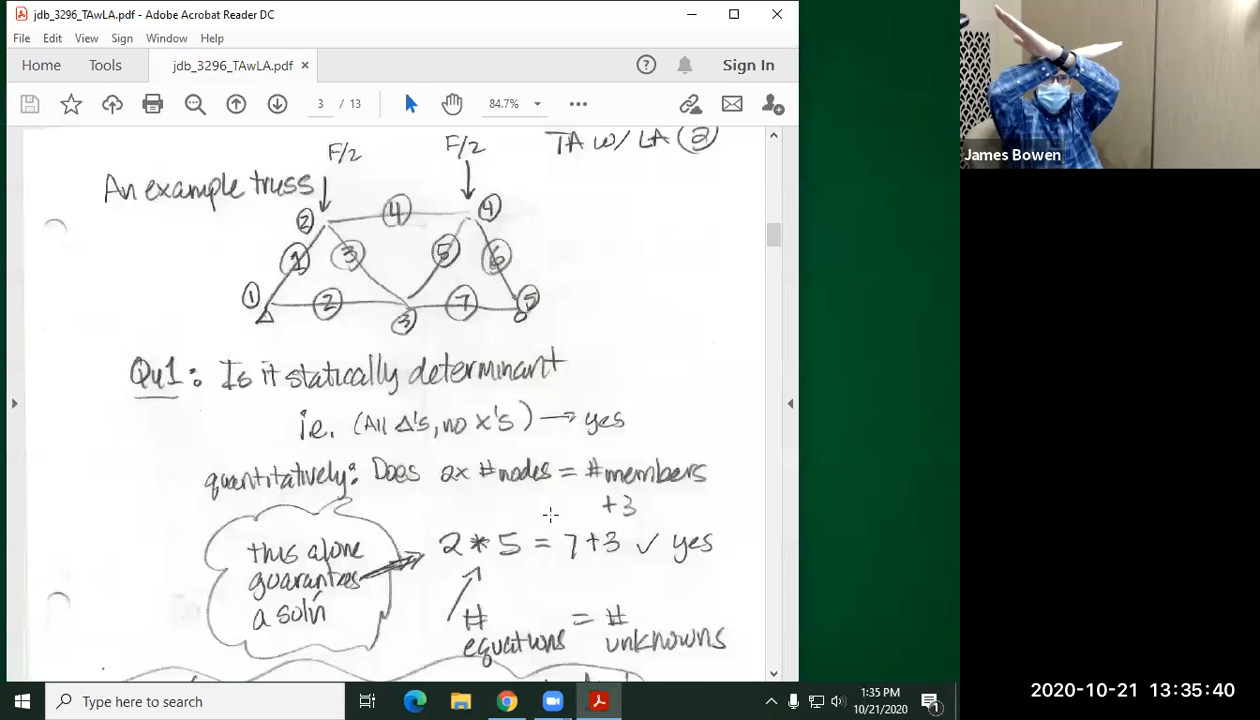 jdb_3296_TAwLA.pdf - Adobe Acrobat Reader DC
File Edit View Sign Window Help
Home Tools jdb_3296_TAwLA.pdf × Sign In
3 / 13 84.7%
TA w/ LA (2)
F/2 F/2
An example truss
② ④ ④
① ③ ⑤ ⑥
① ② ⑦ ⑤
③
Qu1: Is it statically determinant
i.e. (All Δ's, no x's) → yes
quantitatively: Does 2x #nodes = #members
+3
this alone
guarantees
a sol'n
2 * 5 = 7+3 ✓ yes
# = #
equations unknowns
James Bowen
Type here to search
1:35 PM
10/21/2020
1
2020-10-21 13:35:40